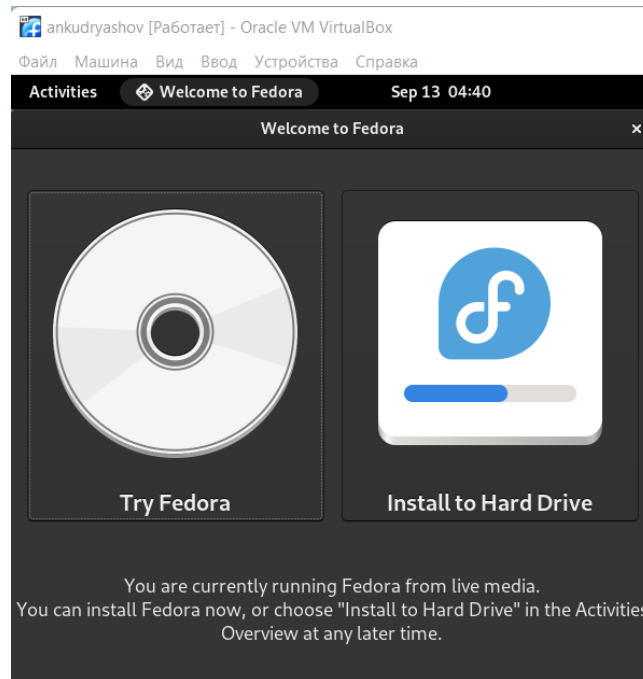 ankudryashov [Работает] - Oracle VM VirtualBox
Файл Машина Вид Ввод Устройства Справка
Activities Welcome to Fedora Sep 13 04:40
Welcome to Fedora ×
Try Fedora Install to Hard Drive
You are currently running Fedora from live media.
You can install Fedora now, or choose "Install to Hard Drive" in the Activities
Overview at any later time.